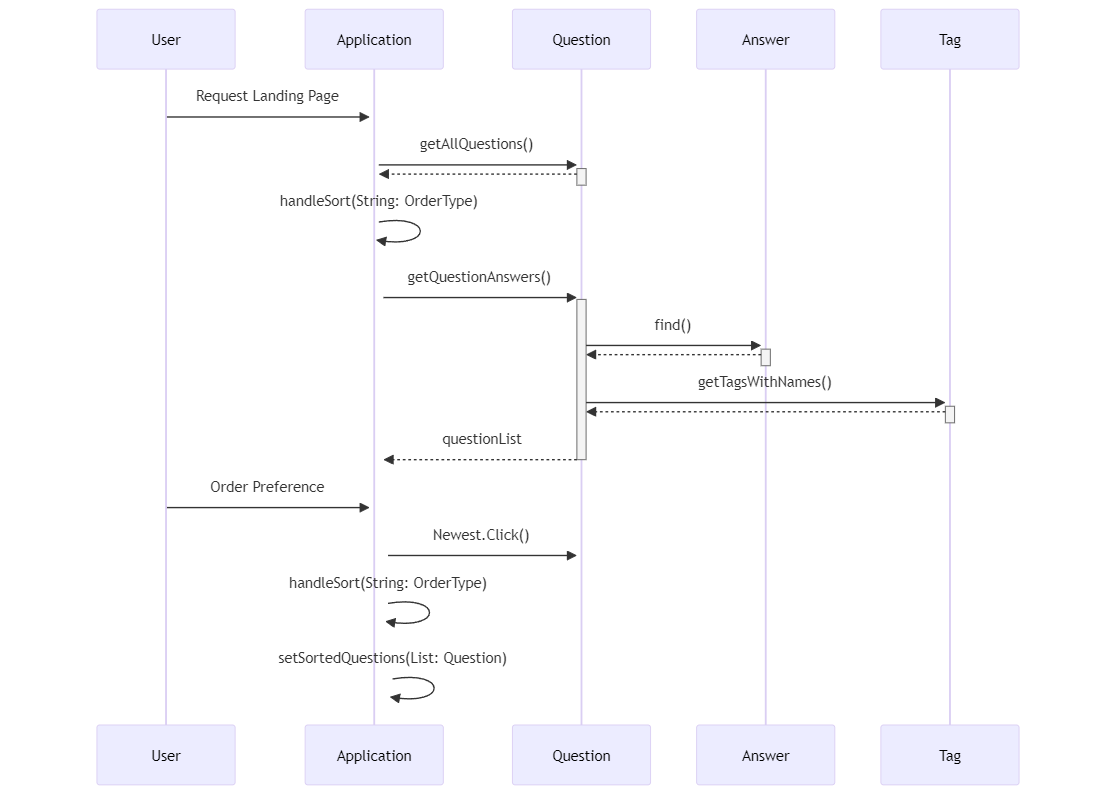 User
Application
Question
Answer
Tag
Request Landing Page
getAllQuestions()
handleSort(String: OrderType)
getQuestionAnswers()
find()
getTagsWithNames()
questionList
Order Preference
Newest.Click()
handleSort(String: OrderType)
setSortedQuestions(List: Question)
User
Application
Question
Answer
Tag